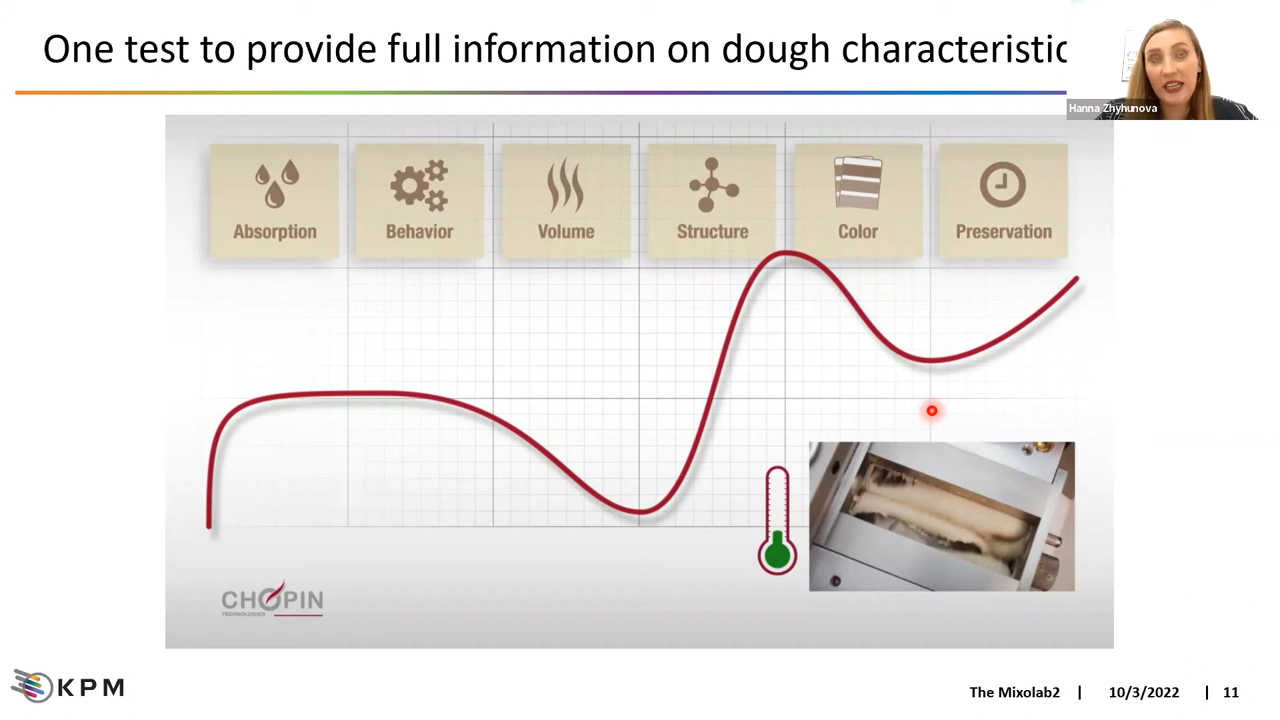 One test to provide full information on dough characteristic
Hanna Zhyhunova
Absorption
Behavior
Volume
Structure
Color
Preservation
CHOPIN
TECHNOLOGIES
KPM
The Mixolab2 | 10/3/2022 | 11